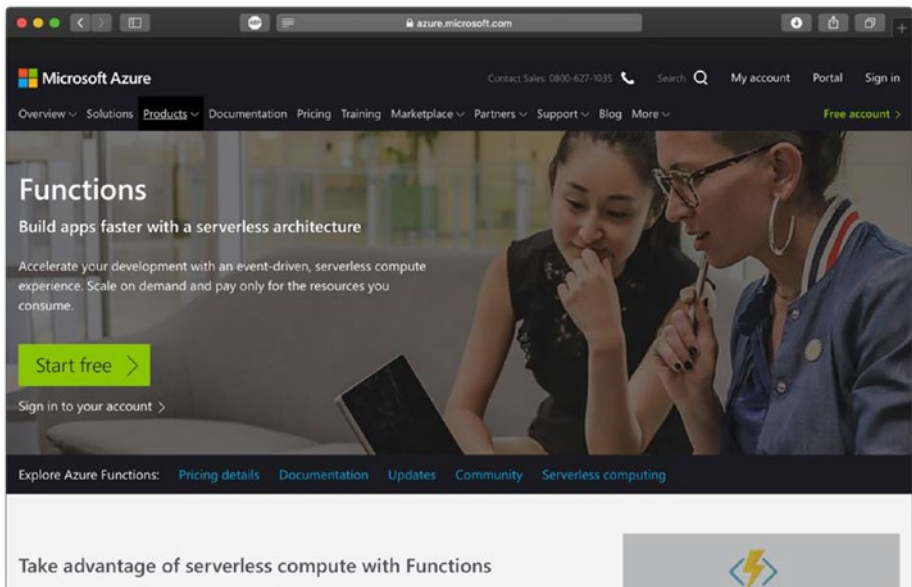 ABP
azure.microsoft.com
Microsoft Azure
Contact Sales: 0800-627-1035
Search
My account
Portal
Sign in
Overview
Solutions
Products
Documentation
Pricing
Training
Marketplace
Partners
Support
Blog
More
Free account >
Functions
Build apps faster with a serverless architecture
Accelerate your development with an event-driven, serverless compute
experience. Scale on demand and pay only for the resources you
consume.
Start free >
Sign in to your account >
Explore Azure Functions:
Pricing details
Documentation
Updates
Community
Serverless computing
Take advantage of serverless compute with Functions